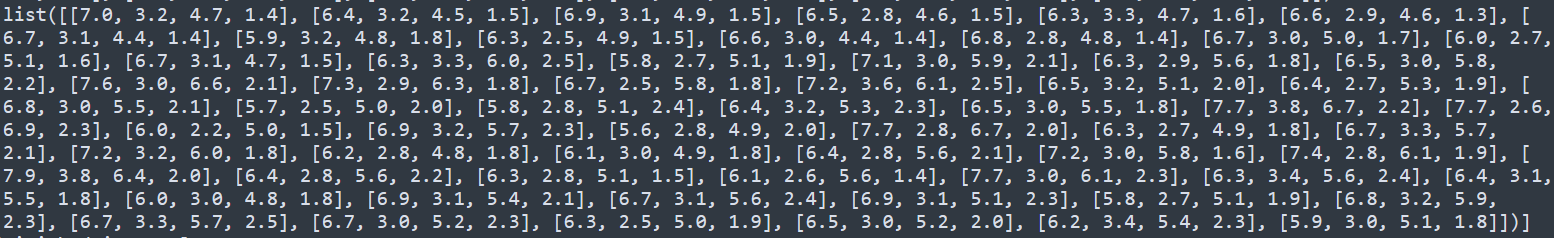 list([[7.0, 3.2, 4.7, 1.4], [6.4, 3.2, 4.5, 1.5], [6.9, 3.1, 4.9, 1.5], [6.5, 2.8, 4.6, 1.5], [6.3, 3.3, 4.7, 1.6], [6.6, 2.9, 4.6, 1.3], [
6.7, 3.1, 4.4, 1.4], [5.9, 3.2, 4.8, 1.8], [6.3, 2.5, 4.9, 1.5], [6.6, 3.0, 4.4, 1.4], [6.8, 2.8, 4.8, 1.4], [6.7, 3.0, 5.0, 1.7], [6.0, 2.7,
5.1, 1.6], [6.7, 3.1, 4.7, 1.5], [6.3, 3.3, 6.0, 2.5], [5.8, 2.7, 5.1, 1.9], [7.1, 3.0, 5.9, 2.1], [6.3, 2.9, 5.6, 1.8], [6.5, 3.0, 5.8,
2.2], [7.6, 3.0, 6.6, 2.1], [7.3, 2.9, 6.3, 1.8], [6.7, 2.5, 5.8, 1.8], [7.2, 3.6, 6.1, 2.5], [6.5, 3.2, 5.1, 2.0], [6.4, 2.7, 5.3, 1.9], [
6.8, 3.0, 5.5, 2.1], [5.7, 2.5, 5.0, 2.0], [5.8, 2.8, 5.1, 2.4], [6.4, 3.2, 5.3, 2.3], [6.5, 3.0, 5.5, 1.8], [7.7, 3.8, 6.7, 2.2], [7.7, 2.6,
6.9, 2.3], [6.0, 2.2, 5.0, 1.5], [6.9, 3.2, 5.7, 2.3], [5.6, 2.8, 4.9, 2.0], [7.7, 2.8, 6.7, 2.0], [6.3, 2.7, 4.9, 1.8], [6.7, 3.3, 5.7,
2.1], [7.2, 3.2, 6.0, 1.8], [6.2, 2.8, 4.8, 1.8], [6.1, 3.0, 4.9, 1.8], [6.4, 2.8, 5.6, 2.1], [7.2, 3.0, 5.8, 1.6], [7.4, 2.8, 6.1, 1.9], [
7.9, 3.8, 6.4, 2.0], [6.4, 2.8, 5.6, 2.2], [6.3, 2.8, 5.1, 1.5], [6.1, 2.6, 5.6, 1.4], [7.7, 3.0, 6.1, 2.3], [6.3, 3.4, 5.6, 2.4], [6.4, 3.1,
5.5, 1.8], [6.0, 3.0, 4.8, 1.8], [6.9, 3.1, 5.4, 2.1], [6.7, 3.1, 5.6, 2.4], [6.9, 3.1, 5.1, 2.3], [5.8, 2.7, 5.1, 1.9], [6.8, 3.2, 5.9,
2.3], [6.7, 3.3, 5.7, 2.5], [6.7, 3.0, 5.2, 2.3], [6.3, 2.5, 5.0, 1.9], [6.5, 3.0, 5.2, 2.0], [6.2, 3.4, 5.4, 2.3], [5.9, 3.0, 5.1, 1.8]])]